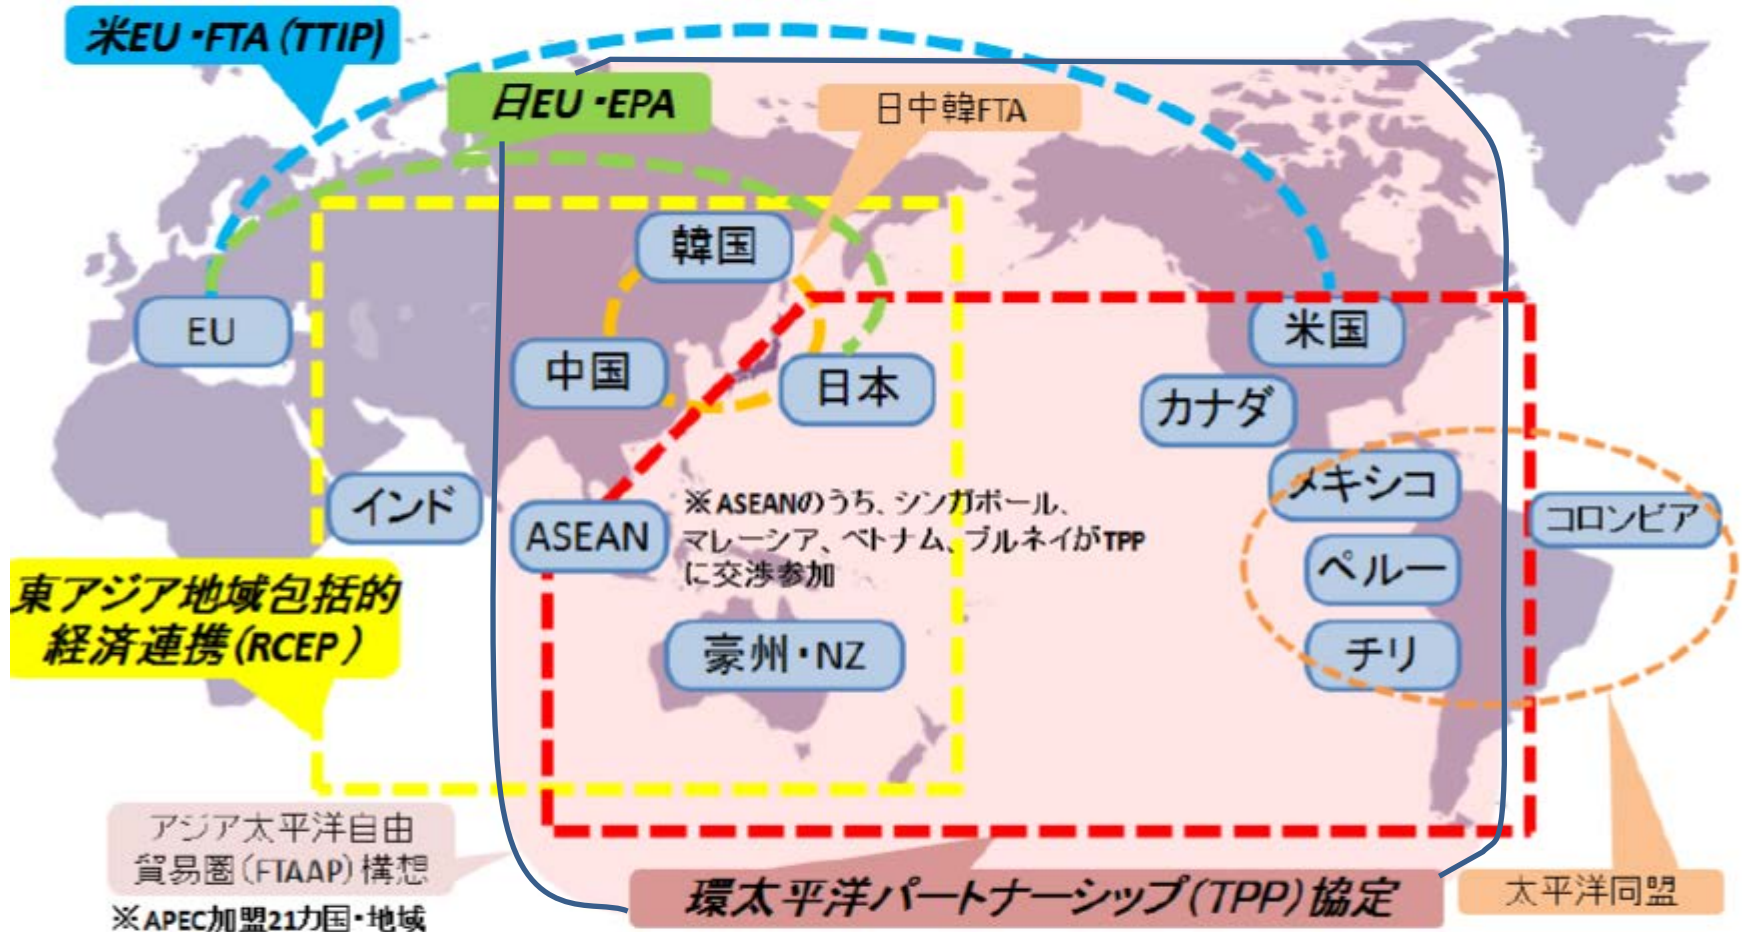 米EU・FTA(TTIP)
日EU・EPA
日中韓FTA
韓国
EU
米国
中国
日本
カナダ
メキシコ
インド
ASEAN
※ASEANのうち、シンガポール、
マレーシア、ベトナム、ブルネイがTPP
に交渉参加
コロンビア
ペルー
東アジア地域包括的
経済連携(RCEP)
豪州・NZ
チリ
アジア太平洋自由
貿易圏(FTAAP)構想
※APEC加盟21カ国・地域
環太平洋パートナーシップ(TPP)協定
太平洋同盟